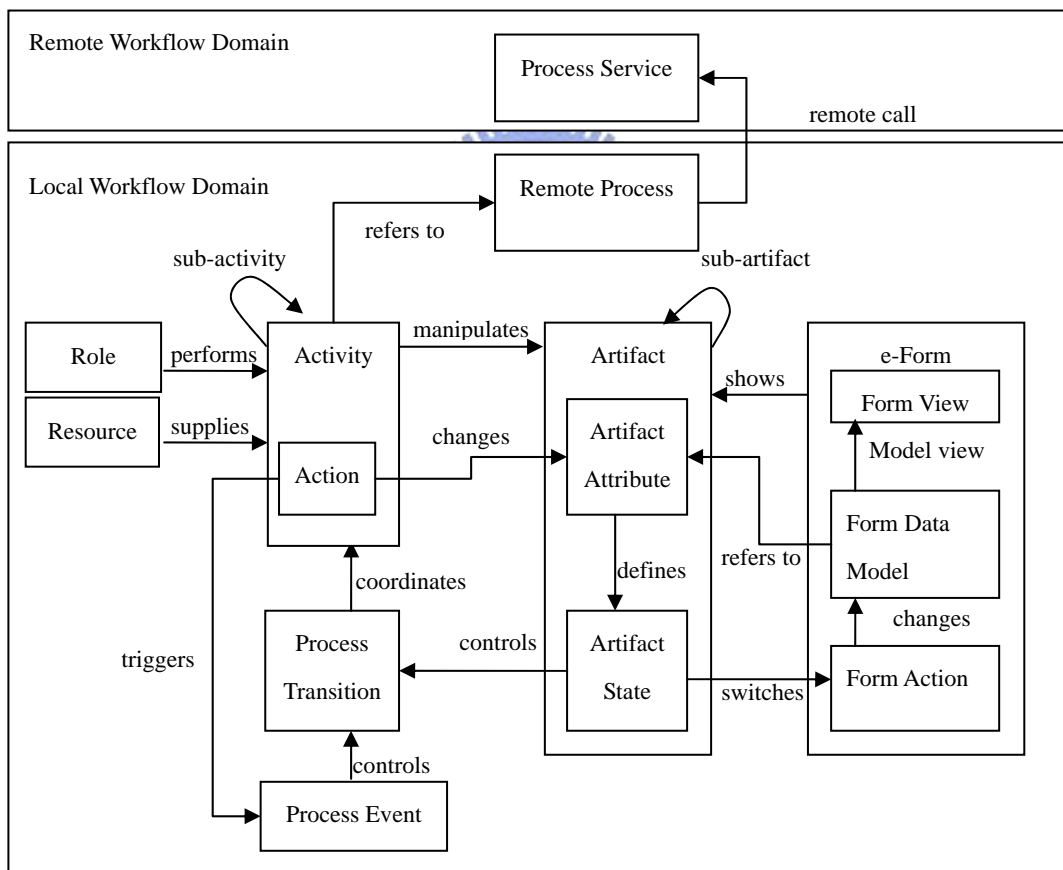 Remote Workflow Domain
Process Service
remote call
Local Workflow Domain
Remote Process
refers to
sub-activity
sub-artifact
Role
performs
Activity
manipulates
Artifact
e-Form
shows
Form View
Resource
supplies
changes
Artifact
Attribute
Model view
Action
Form Data
Model
refers to
defines
coordinates
changes
Process
Transition
controls
Artifact
State
triggers
switches
Form Action
controls
Process Event